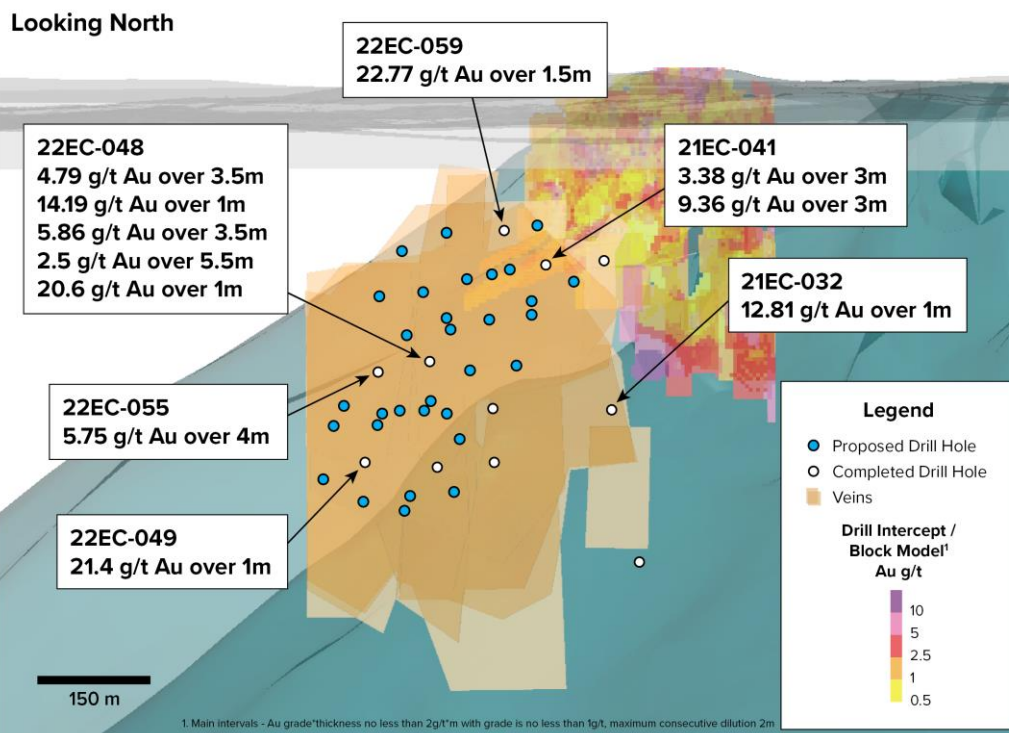 Looking North
22EC-059
22.77 g/t Au over 1.5m
22EC-048
4.79 g/t Au over 3.5m
14.19 g/t Au over 1m
5.86 g/t Au over 3.5m
2.5 g/t Au over 5.5m
20.6 g/t Au over 1m
21EC-041
3.38 g/t Au over 3m
9.36 g/t Au over 3m
21EC-032
12.81 g/t Au over 1m
22EC-055
5.75 g/t Au over 4m
22EC-049
21.4 g/t Au over 1m
Legend
Proposed Drill Hole
Completed Drill Hole
Veins
Drill Intercept /
Block Model¹
Au g/t
10
5
2.5
1
0.5
150 m
1. Main intervals - Au grade*thickness no less than 2g/t*m with grade is no less than 1g/t, maximum consecutive dilution 2m